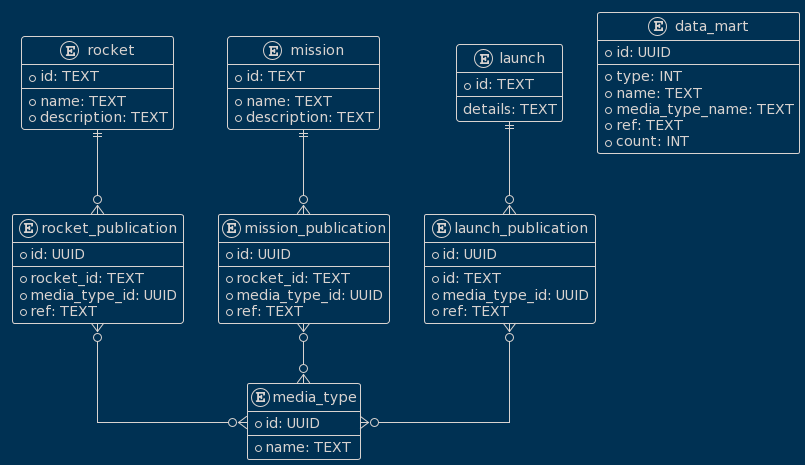 E rocket
id: TEXT
name: TEXT
description: TEXT
E mission
id: TEXT
name: TEXT
description: TEXT
E launch
id: TEXT
details: TEXT
E data_mart
id: UUID
type: INT
name: TEXT
media_type_name: TEXT
ref: TEXT
count: INT
E rocket_publication
id: UUID
rocket_id: TEXT
media_type_id: UUID
ref: TEXT
E mission_publication
id: UUID
rocket_id: TEXT
media_type_id: UUID
ref: TEXT
E launch_publication
id: UUID
id: TEXT
media_type_id: UUID
ref: TEXT
E media_type
id: UUID
name: TEXT